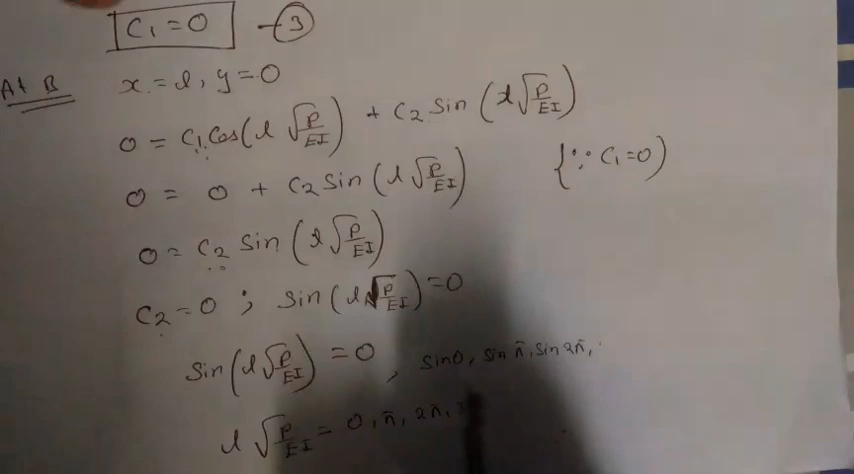 C₁ = 0 —③
At B x = l, y = 0
0 = C₁ Cos(l √P/EI) + C₂ Sin (l √P/EI)
0 = 0 + C₂ Sin (l √P/EI) {∵ C₁ = 0)
0 = C₂ Sin (l √P/EI)
C₂ = 0 ; Sin (l √P/EI) = 0
Sin (l √P/EI) = 0 , Sin0, Sin π, Sin 2π,
l √P/EI = 0, π, 2π,